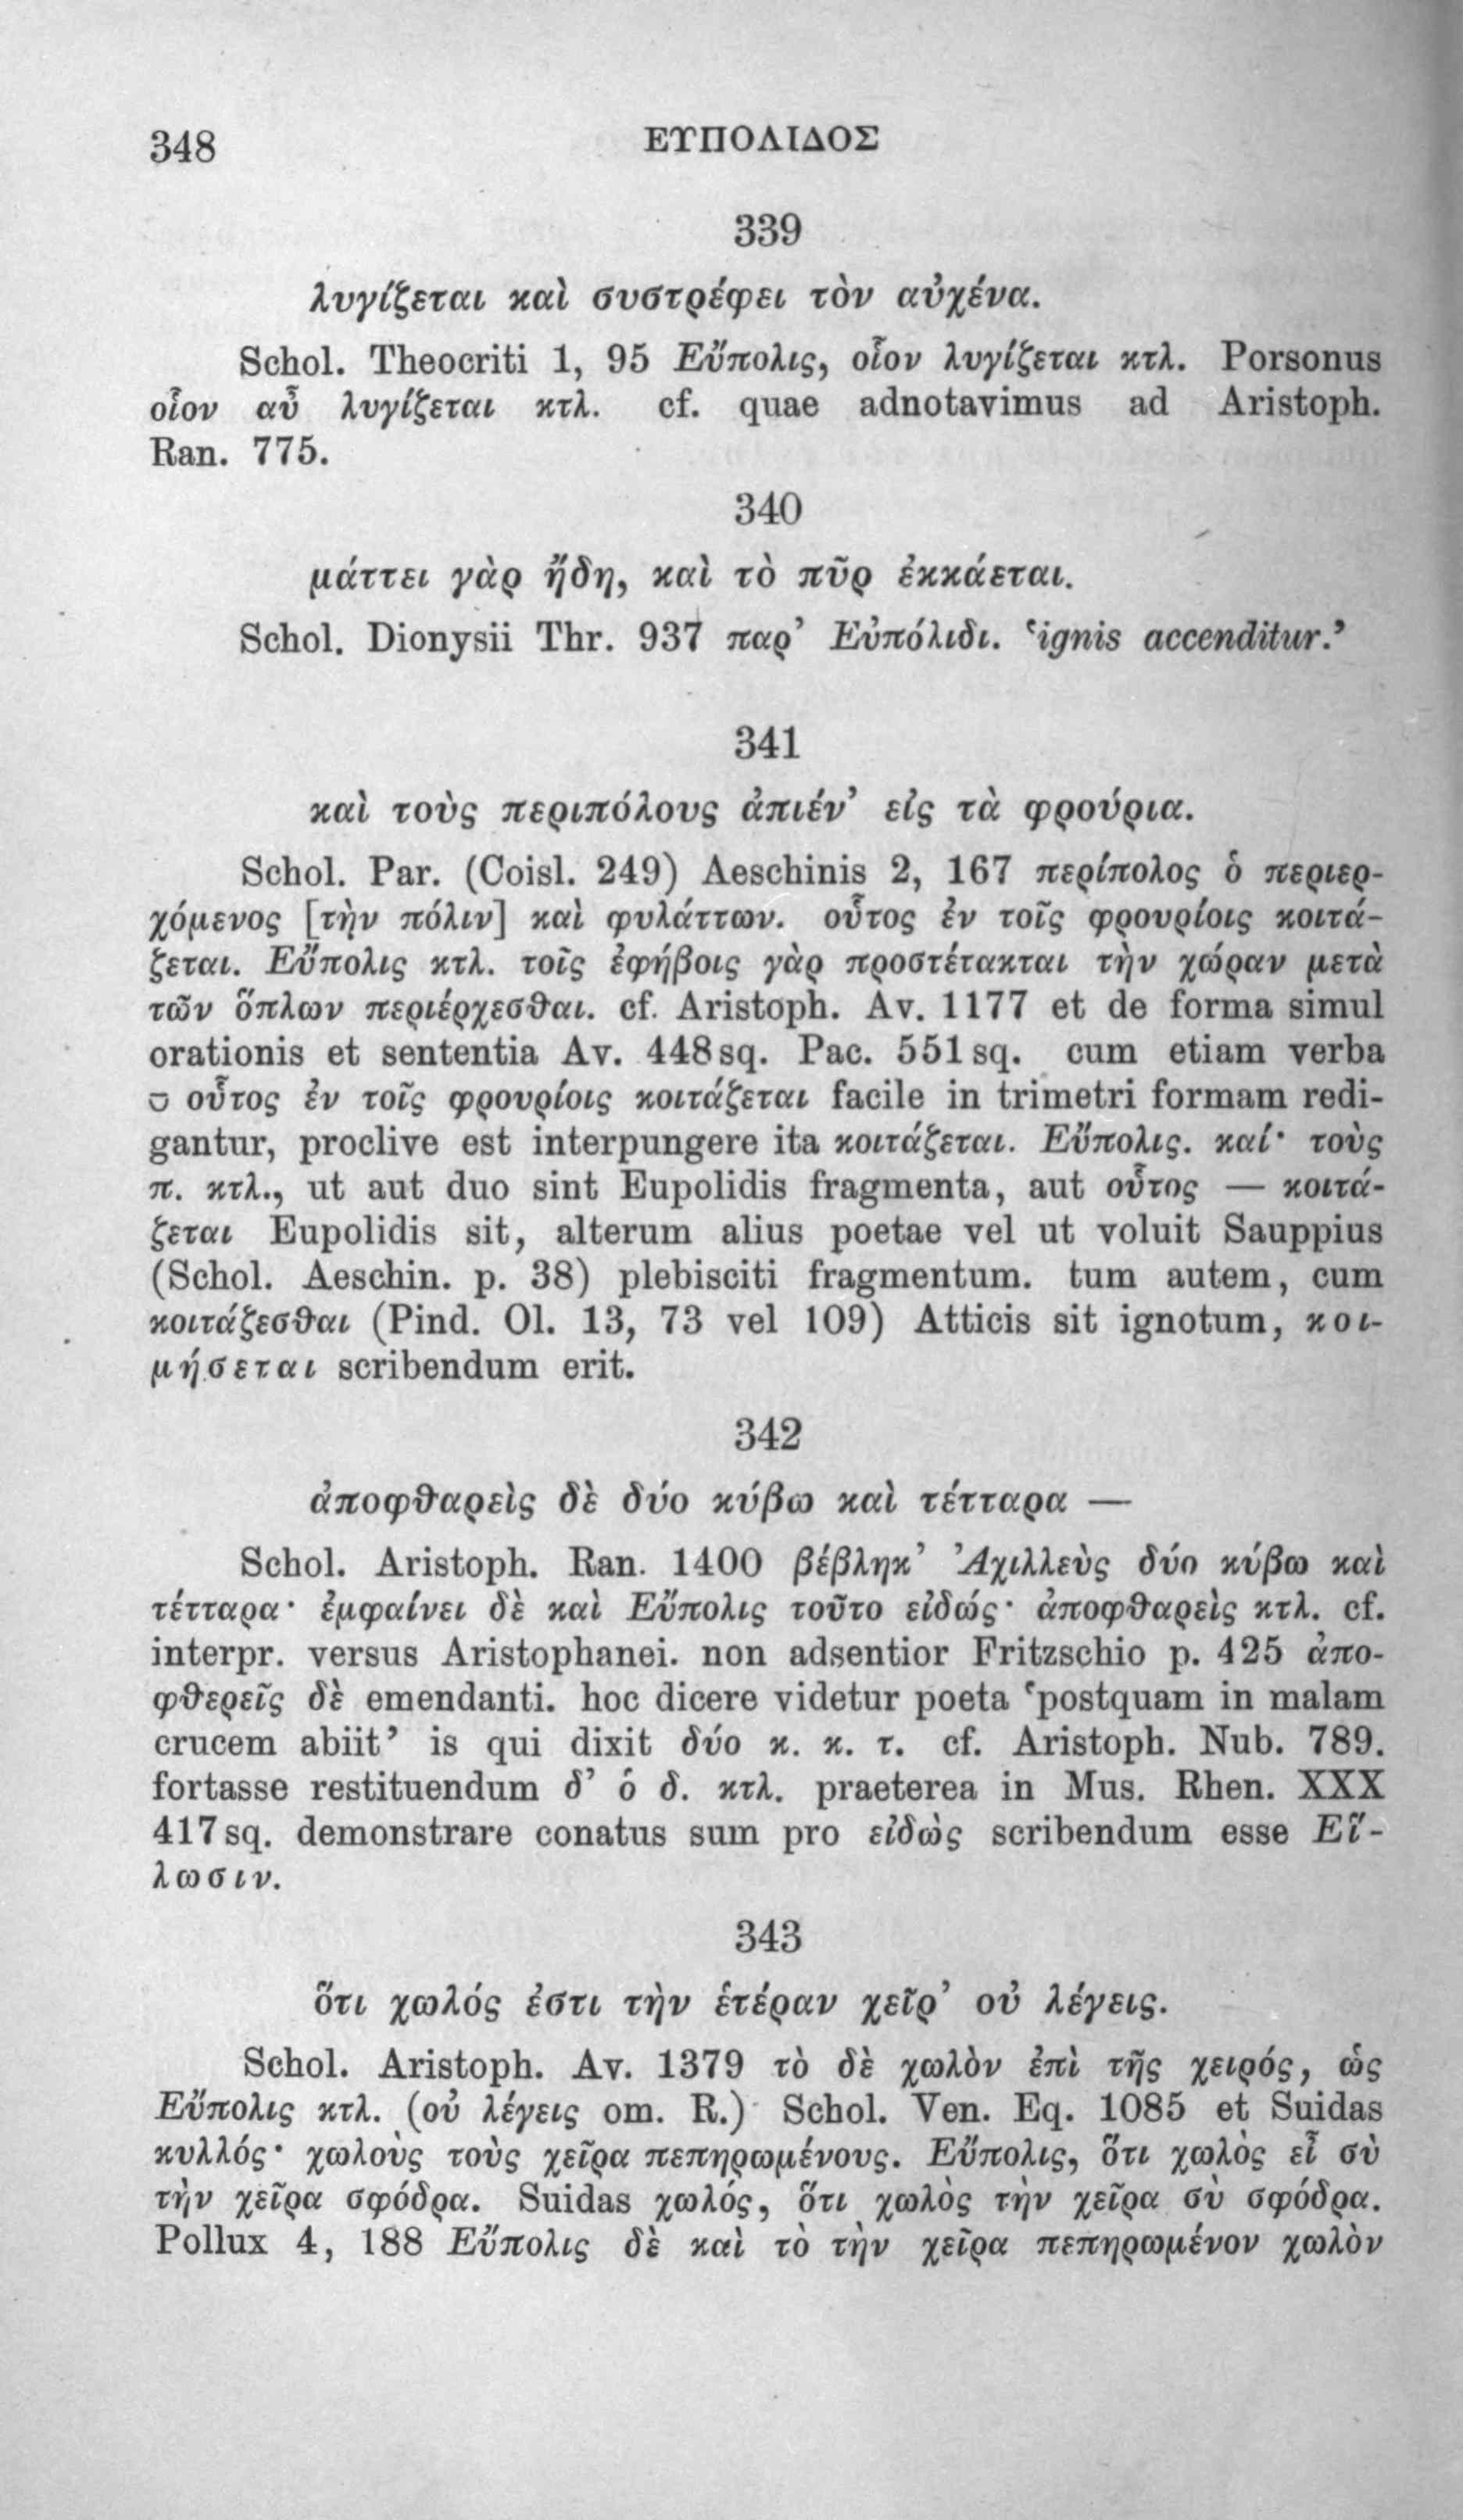 348
ΕΥΠΟΛΙΔΟΣ
339
λυγίζεται καὶ συστρέφει τὸν αὐχένα.
Schol. Theocriti 1, 95 Εὔπολις, οἷον λυγίζεται κτλ. Porsonus
οἷον αὖ λυγίζεται κτλ. cf. quae adnotavimus ad Aristoph.
Ran. 775.
340
μάττει γὰρ ἤδη, καὶ τὸ πῦρ ἐκκάεται.
Schol. Dionysii Thr. 937 παρ’ Εὐπόλιδι. ‘ignis accenditur.’
341
καὶ τοὺς περιπόλους ἀπιέν’ εἰς τὰ φρούρια.
Schol. Par. (Coisl. 249) Aeschinis 2, 167 περίπολος ὁ περιερ-
χόμενος [τὴν πόλιν] καὶ φυλάττων. οὗτος ἐν τοῖς φρουρίοις κοιτά-
ζεται. Εὔπολις κτλ. τοῖς ἐφήβοις γὰρ προστέτακται τὴν χώραν μετὰ
τῶν ὅπλων περιέρχεσθαι. cf. Aristoph. Av. 1177 et de forma simul
orationis et sententia Av. 448 sq. Pac. 551 sq. cum etiam verba
⏑ οὗτος ἐν τοῖς φρουρίοις κοιτάζεται facile in trimetri formam redi-
gantur, proclive est interpungere ita κοιτάζεται. Εὔπολις. καί· τοὺς
π. κτλ., ut aut duo sint Eupolidis fragmenta, aut οὗτος — κοιτά-
ζεται Eupolidis sit, alterum alius poetae vel ut voluit Sauppius
(Schol. Aeschin. p. 38) plebisciti fragmentum. tum autem, cum
κοιτάζεσθαι (Pind. Ol. 13, 73 vel 109) Atticis sit ignotum, κοι-
μήσεται scribendum erit.
342
ἀποφθαρεὶς δὲ δύο κύβω καὶ τέτταρα —
Schol. Aristoph. Ran. 1400 βέβληκ’ Ἀχιλλεὺς δύο κύβω καὶ
τέτταρα· ἐμφαίνει δὲ καὶ Εὔπολις τοῦτο εἰδώς· ἀποφθαρεὶς κτλ. cf.
interpr. versus Aristophanei. non adsentior Fritzschio p. 425 ἀπο-
φθερεῖς δὲ emendanti. hoc dicere videtur poeta ‘postquam in malam
crucem abiit’ is qui dixit δύο κ. κ. τ. cf. Aristoph. Nub. 789.
fortasse restituendum δ’ ὁ δ. κτλ. praeterea in Mus. Rhen. XXX
417 sq. demonstrare conatus sum pro εἰδὼς scribendum esse Εἵ-
λωσιν.
343
ὅτι χωλός ἐστι τὴν ἑτέραν χεῖρ’ οὐ λέγεις.
Schol. Aristoph. Av. 1379 τὸ δὲ χωλὸν ἐπὶ τῆς χειρός, ὡς
Εὔπολις κτλ. (οὐ λέγεις om. R.) Schol. Ven. Eq. 1085 et Suidas
κυλλός· χωλοὺς τοὺς χεῖρα πεπηρωμένους. Εὔπολις, ὅτι χωλὸς εἶ σὺ
τὴν χεῖρα σφόδρα. Suidas χωλός, ὅτι χωλὸς τὴν χεῖρα σὺ σφόδρα.
Pollux 4, 188 Εὔπολις δὲ καὶ τὸ τὴν χεῖρα πεπηρωμένον χωλὸν